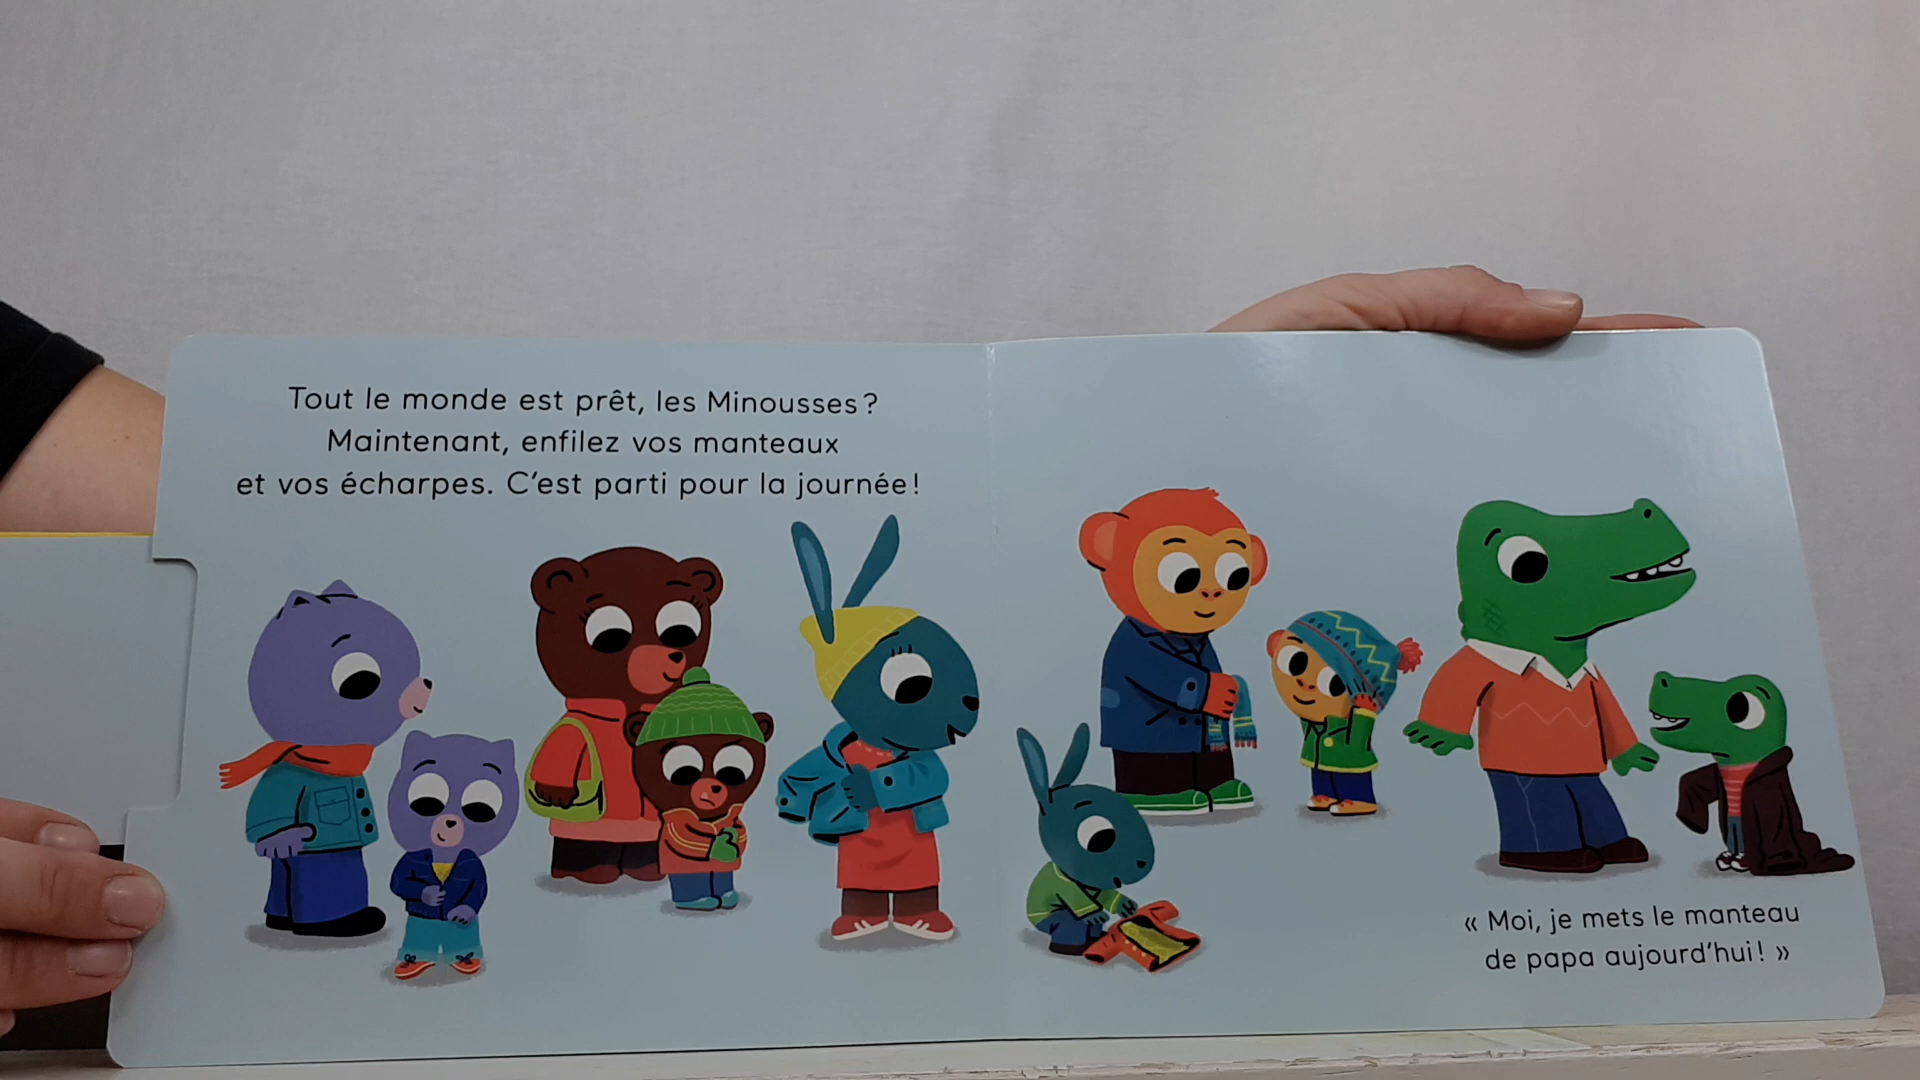 Tout le monde est prêt, les Minousses ?
Maintenant, enfilez vos manteaux
et vos écharpes. C'est parti pour la journée !
« Moi, je mets le manteau
de papa aujourd'hui ! »